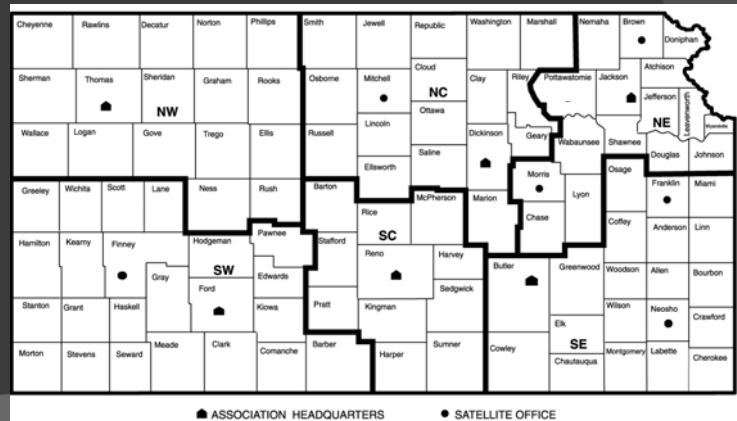 Cheyenne Rawlins Decatur Norton Phillips Smith Jewell Republic Washington Marshall Nemaha Brown
Doniphan
Sherman Thomas Sheridan Graham Rooks Osborne Mitchell Cloud Clay Riley Pottawatomie Jackson Atchison
NW NC Jefferson Leavenworth Wyandotte
Wallace Logan Gove Trego Ellis Russell Lincoln Ottawa Dickinson Geary Wabaunsee Shawnee NE
Ellsworth Saline Douglas Johnson
Greeley Wichita Scott Lane Ness Rush Barton Rice McPherson Marion Morris Chase Lyon Osage Franklin Miami
Hamilton Kearny Finney Hodgeman Pawnee Stafford SC Reno Harvey Butler Greenwood Coffey Anderson Linn
Gray SW Edwards Sedgwick Woodson Allen Bourbon
Stanton Grant Haskell Ford Kiowa Pratt Kingman Elk Wilson Neosho Crawford
Morton Stevens Seward Meade Clark Comanche Barber Harper Sumner Cowley SE Chautauqua Montgomery Labette Cherokee
ASSOCIATION HEADQUARTERS SATELLITE OFFICE